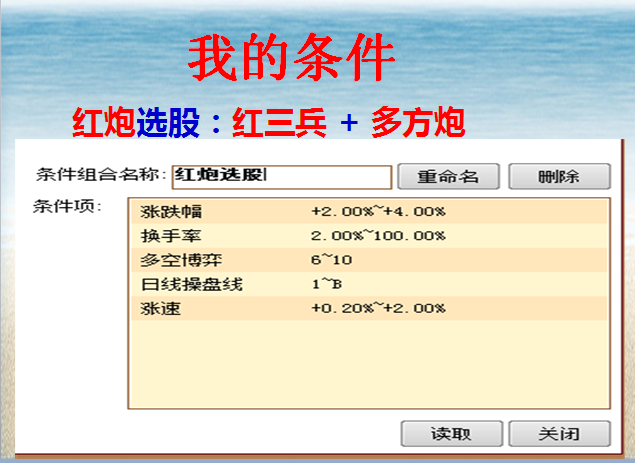 我的条件
红炮选股：红三兵 + 多方炮
条件组合名称: 红炮选股 重命名 删除
条件项:
涨跌幅 +2.00%~+4.00%
换手率 2.00%~100.00%
多空博弈 6~10
日线操盘线 1~B
涨速 +0.20%~+2.00%
读取 关闭